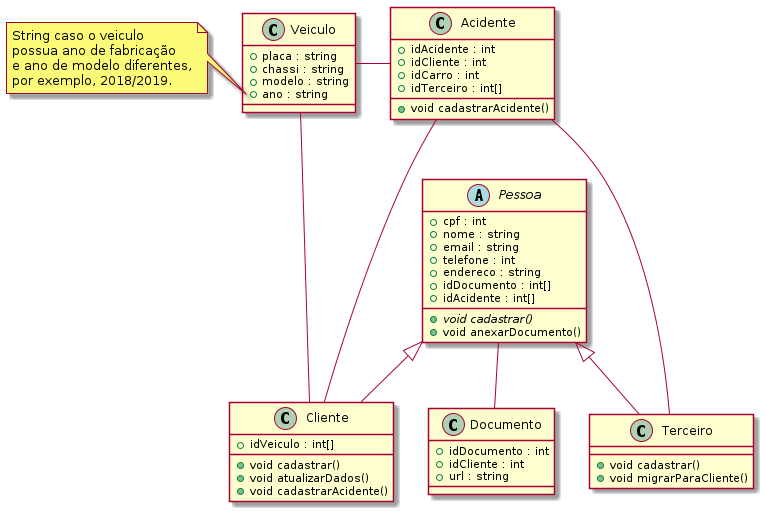 String caso o veiculo
possua ano de fabricação
e ano de modelo diferentes,
por exemplo, 2018/2019.
C Veiculo
placa : string
chassi : string
modelo : string
ano : string
C Acidente
idAcidente : int
idCliente : int
idCarro : int
idTerceiro : int[]
void cadastrarAcidente()
A Pessoa
cpf : int
nome : string
email : string
telefone : int
endereco : string
idDocumento : int[]
idAcidente : int[]
void cadastrar()
void anexarDocumento()
C Cliente
idVeiculo : int[]
void cadastrar()
void atualizarDados()
void cadastrarAcidente()
C Documento
idDocumento : int
idCliente : int
url : string
C Terceiro
void cadastrar()
void migrarParaCliente()